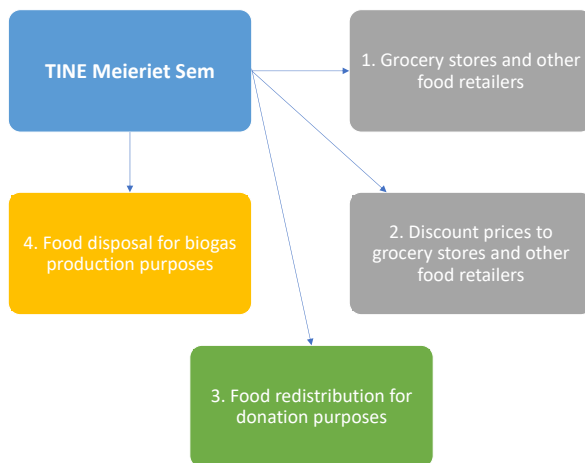 TINE Meieriet Sem
1. Grocery stores and other
food retailers
4. Food disposal for biogas
production purposes
2. Discount prices to
grocery stores and other
food retailers
3. Food redistribution for
donation purposes